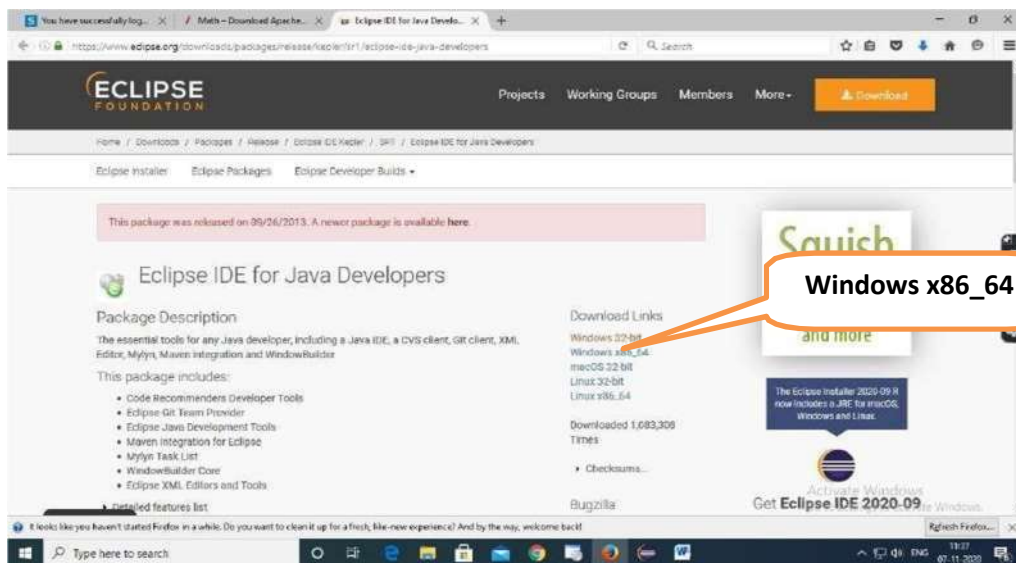 You have successfully log...
Math – Download Apache...
Eclipse IDE for Java Develo...
https://www.eclipse.org/downloads/packages/release/kepler/sr1/eclipse-ide-java-developers
Search
ECLIPSE
FOUNDATION
Projects
Working Groups
Members
More
Download
Home / Downloads / Packages / Release / Eclipse IDE Kepler / SR1 / Eclipse IDE for Java Developers
Eclipse Installer
Eclipse Packages
Eclipse Developer Builds
This package was released on 09/26/2013. A newer package is available here.
Squish
Windows x86_64
and more
Eclipse IDE for Java Developers
Package Description
The essential tools for any Java developer, including a Java IDE, a CVS client, Git client, XML
Editor, Mylyn, Maven integration and WindowBuilder
This package includes:
• Code Recommenders Developer Tools
• Eclipse Git Team Provider
• Eclipse Java Development Tools
• Maven Integration for Eclipse
• Mylyn Task List
• WindowBuilder Core
• Eclipse XML Editors and Tools
Detailed features list
Download Links
Windows 32-bit
Windows x86_64
macOS 32-bit
Linux 32-bit
Linux x86_64
Downloaded 1,083,308
Times
Checksums...
Bugzilla
The Eclipse Installer 2020-09 R
now includes a JRE for macOS,
Windows and Linux.
Activate Windows
Get Eclipse IDE 2020-09
Windows.
It looks like you haven't started Firefox in a while. Do you want to clean it up for a fresh, like-new experience? And by the way, welcome back!
Refresh Firefox...
Type here to search
ENG
11:37
07-11-2020